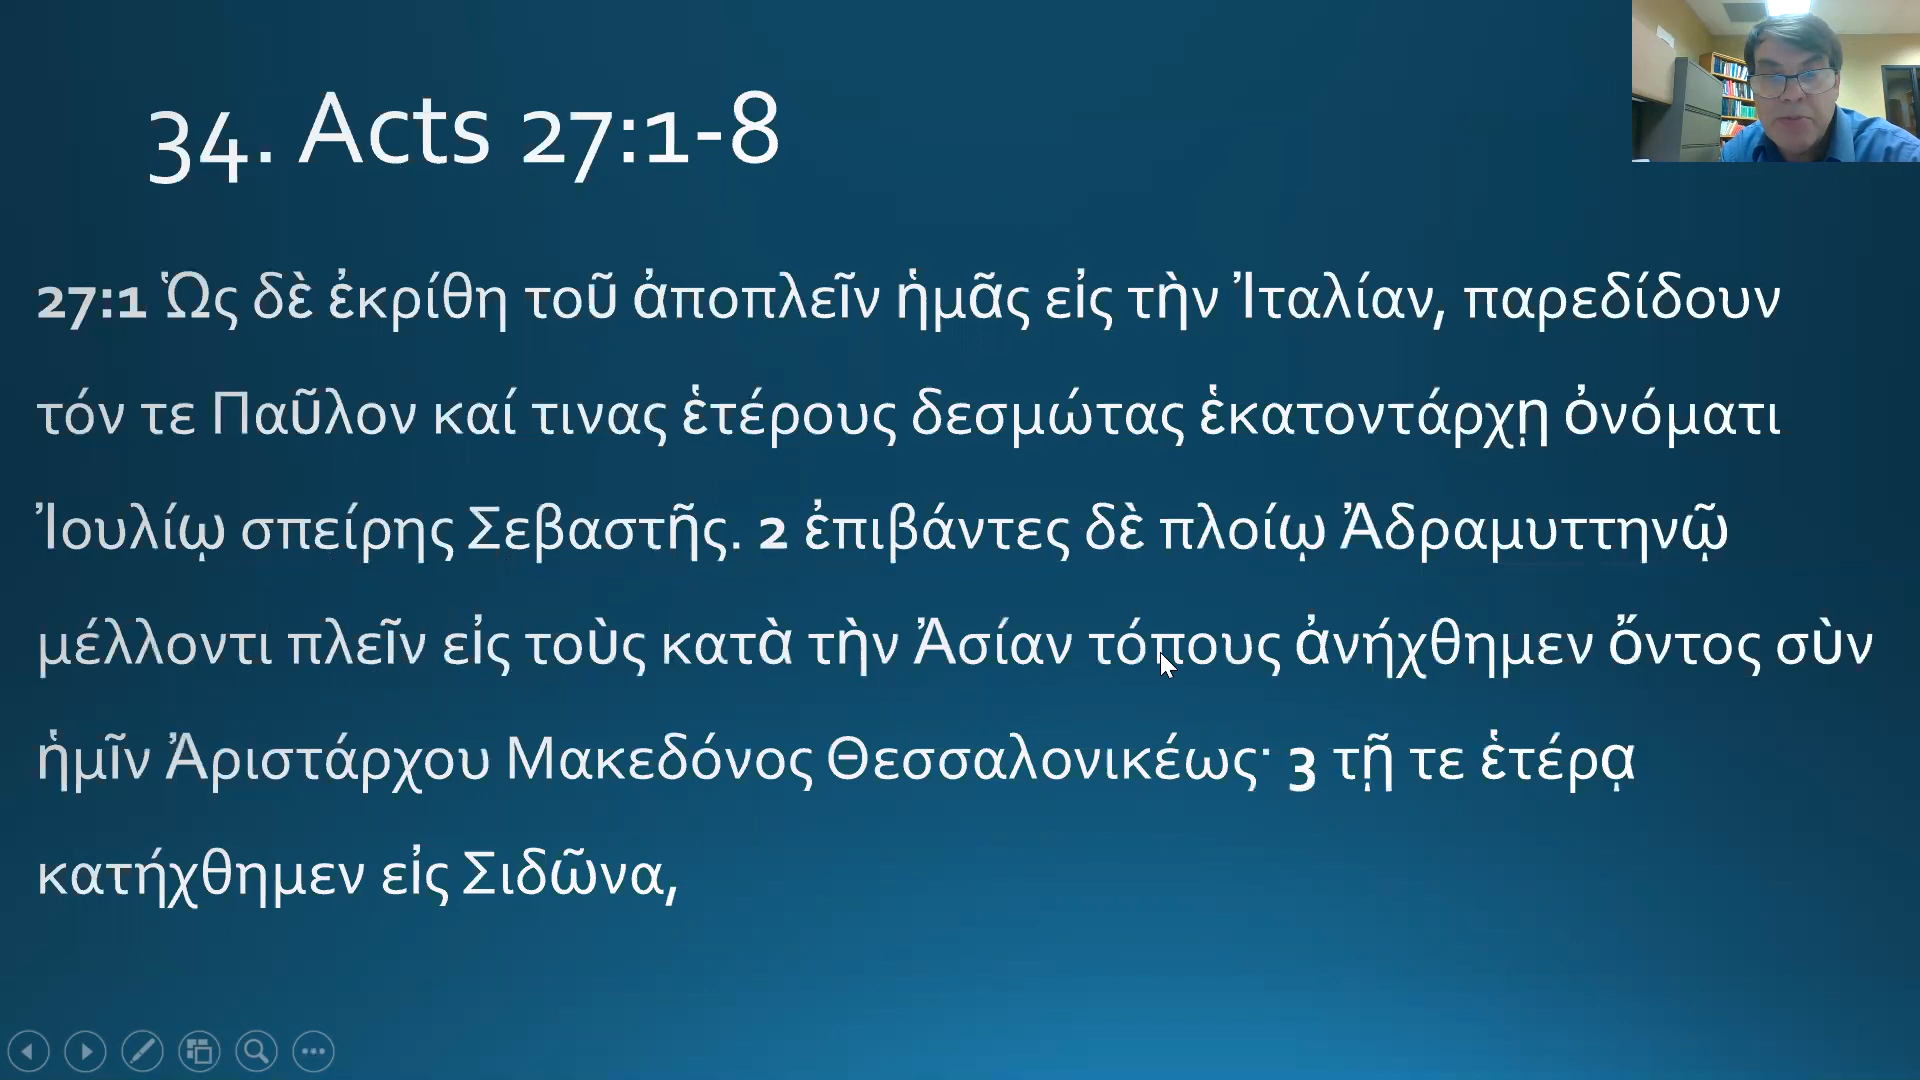 34. Acts 27:1-8
27:1 Ὡς δὲ ἐκρίθη τοῦ ἀποπλεῖν ἡμᾶς εἰς τὴν Ἰταλίαν, παρεδίδουν
τόν τε Παῦλον καί τινας ἑτέρους δεσμώτας ἑκατοντάρχῃ ὀνόματι
Ἰουλίῳ σπείρης Σεβαστῆς. 2 ἐπιβάντες δὲ πλοίῳ Ἀδραμυττηνῷ
μέλλοντι πλεῖν εἰς τοὺς κατὰ τὴν Ἀσίαν τόπους ἀνήχθημεν ὄντος σὺν
ἡμῖν Ἀριστάρχου Μακεδόνος Θεσσαλονικέως· 3 τῇ τε ἑτέρᾳ
κατήχθημεν εἰς Σιδῶνα,